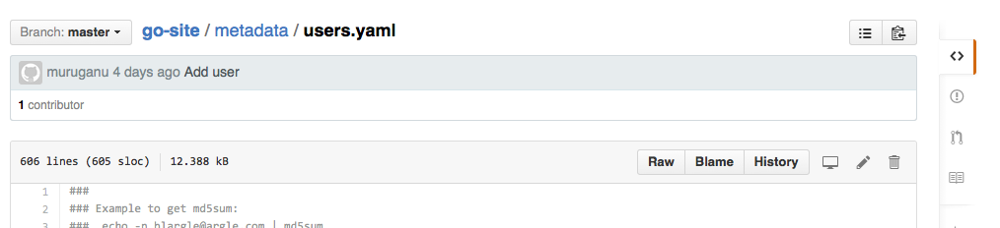 Branch: master go-site / metadata / users.yaml
muruganu 4 days ago Add user
1 contributor
606 lines (605 sloc) 12.388 kB Raw Blame History
1 ###
2 ### Example to get md5sum:
3 ### echo -n blargle@argle.com | md5sum